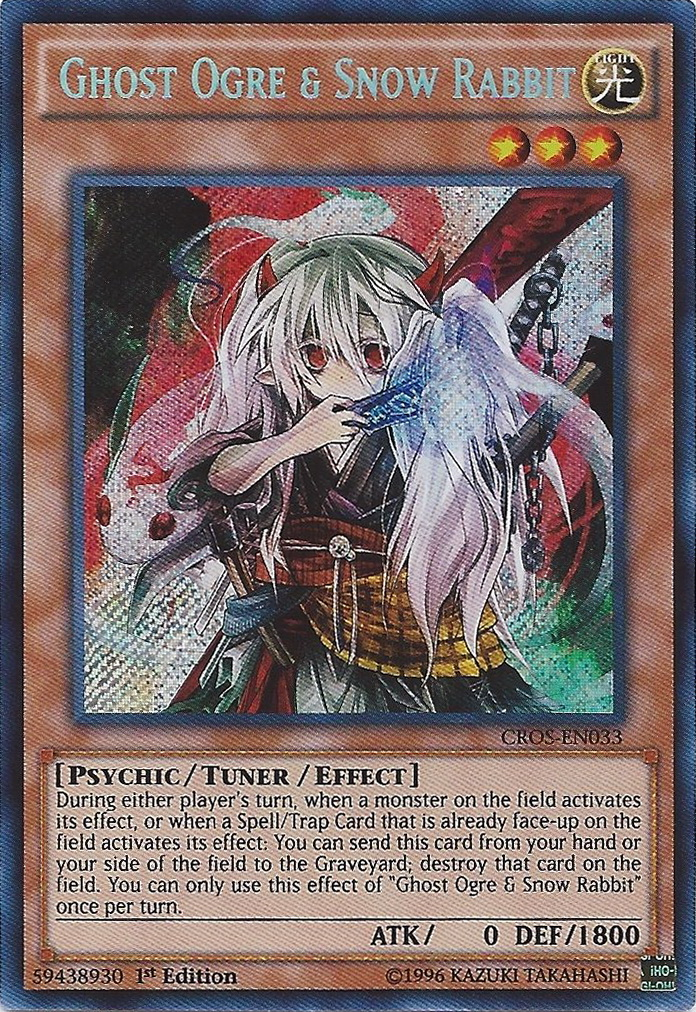 Ghost Ogre & Snow Rabbit
LIGHT
光
CROS-EN033
[Psychic/Tuner /Effect]
During either player's turn, when a monster on the field activates
its effect, or when a Spell/Trap Card that is already face-up on the
field activates its effect: You can send this card from your hand or
your side of the field to the Graveyard; destroy that card on the
field. You can only use this effect of "Ghost Ogre & Snow Rabbit"
once per turn.
ATK/ 0 DEF/1800
59438930 1st Edition ©1996 KAZUKI TAKAHASHI